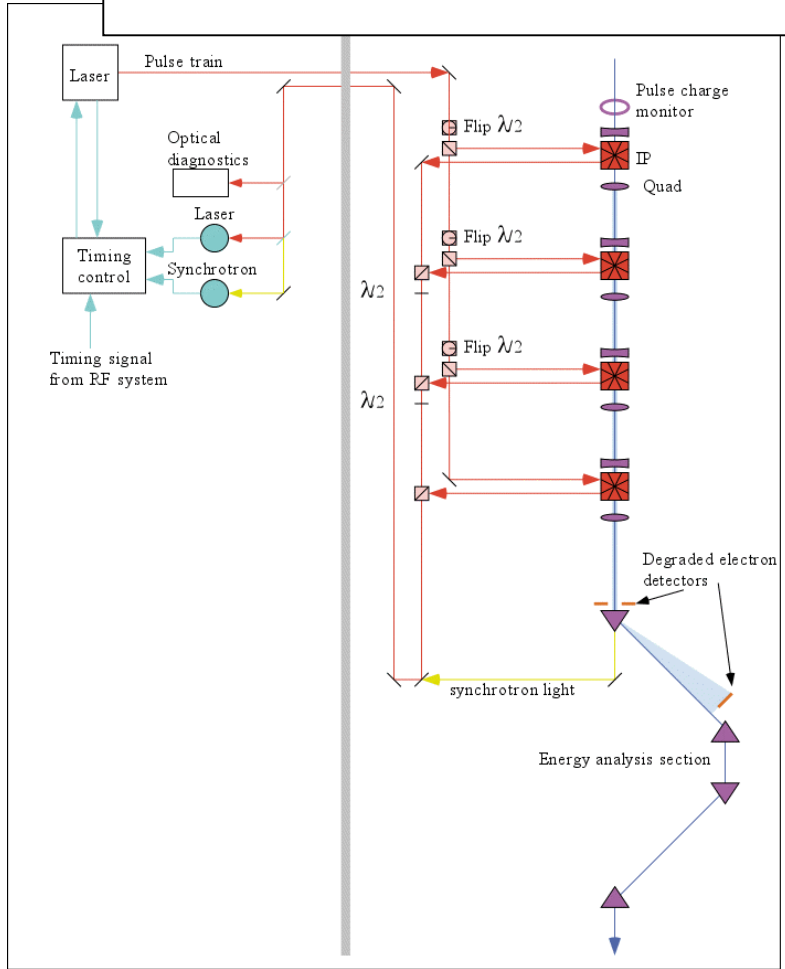 Laser
Pulse train
Pulse charge
monitor
Flip λ/2
IP
Optical
diagnostics
Quad
Laser
Flip λ/2
Timing
control
Synchrotron
λ/2
Timing signal
from RF system
Flip λ/2
λ/2
Degraded electron
detectors
synchrotron light
Energy analysis section